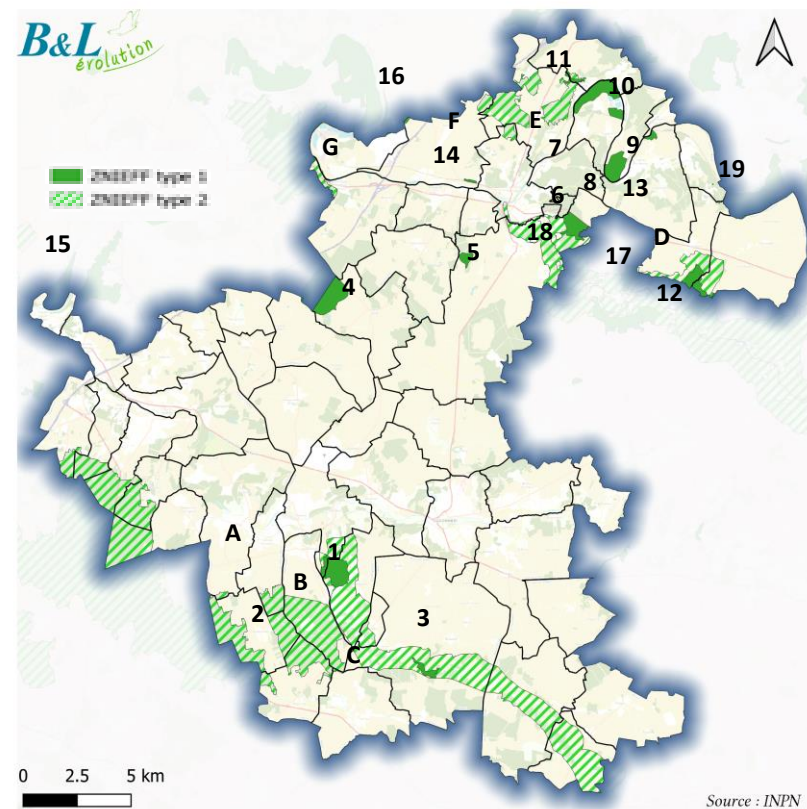 B&L
évolution
11
16
10
F
E
14
7
9
G
ZNIEFF type 1
8
13
19
6
ZNIEFF type 2
18
D
15
17
5
4
12
A
1
B
2
3
C
0 2.5 5 km
Source : INPN